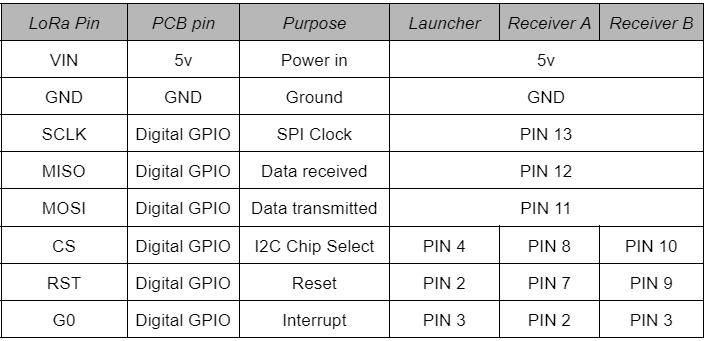 LoRa Pin PCB pin Purpose Launcher Receiver A Receiver B
VIN 5v Power in 5v
GND GND Ground GND
SCLK Digital GPIO SPI Clock PIN 13
MISO Digital GPIO Data received PIN 12
MOSI Digital GPIO Data transmitted PIN 11
CS Digital GPIO I2C Chip Select PIN 4 PIN 8 PIN 10
RST Digital GPIO Reset PIN 2 PIN 7 PIN 9
G0 Digital GPIO Interrupt PIN 3 PIN 2 PIN 3